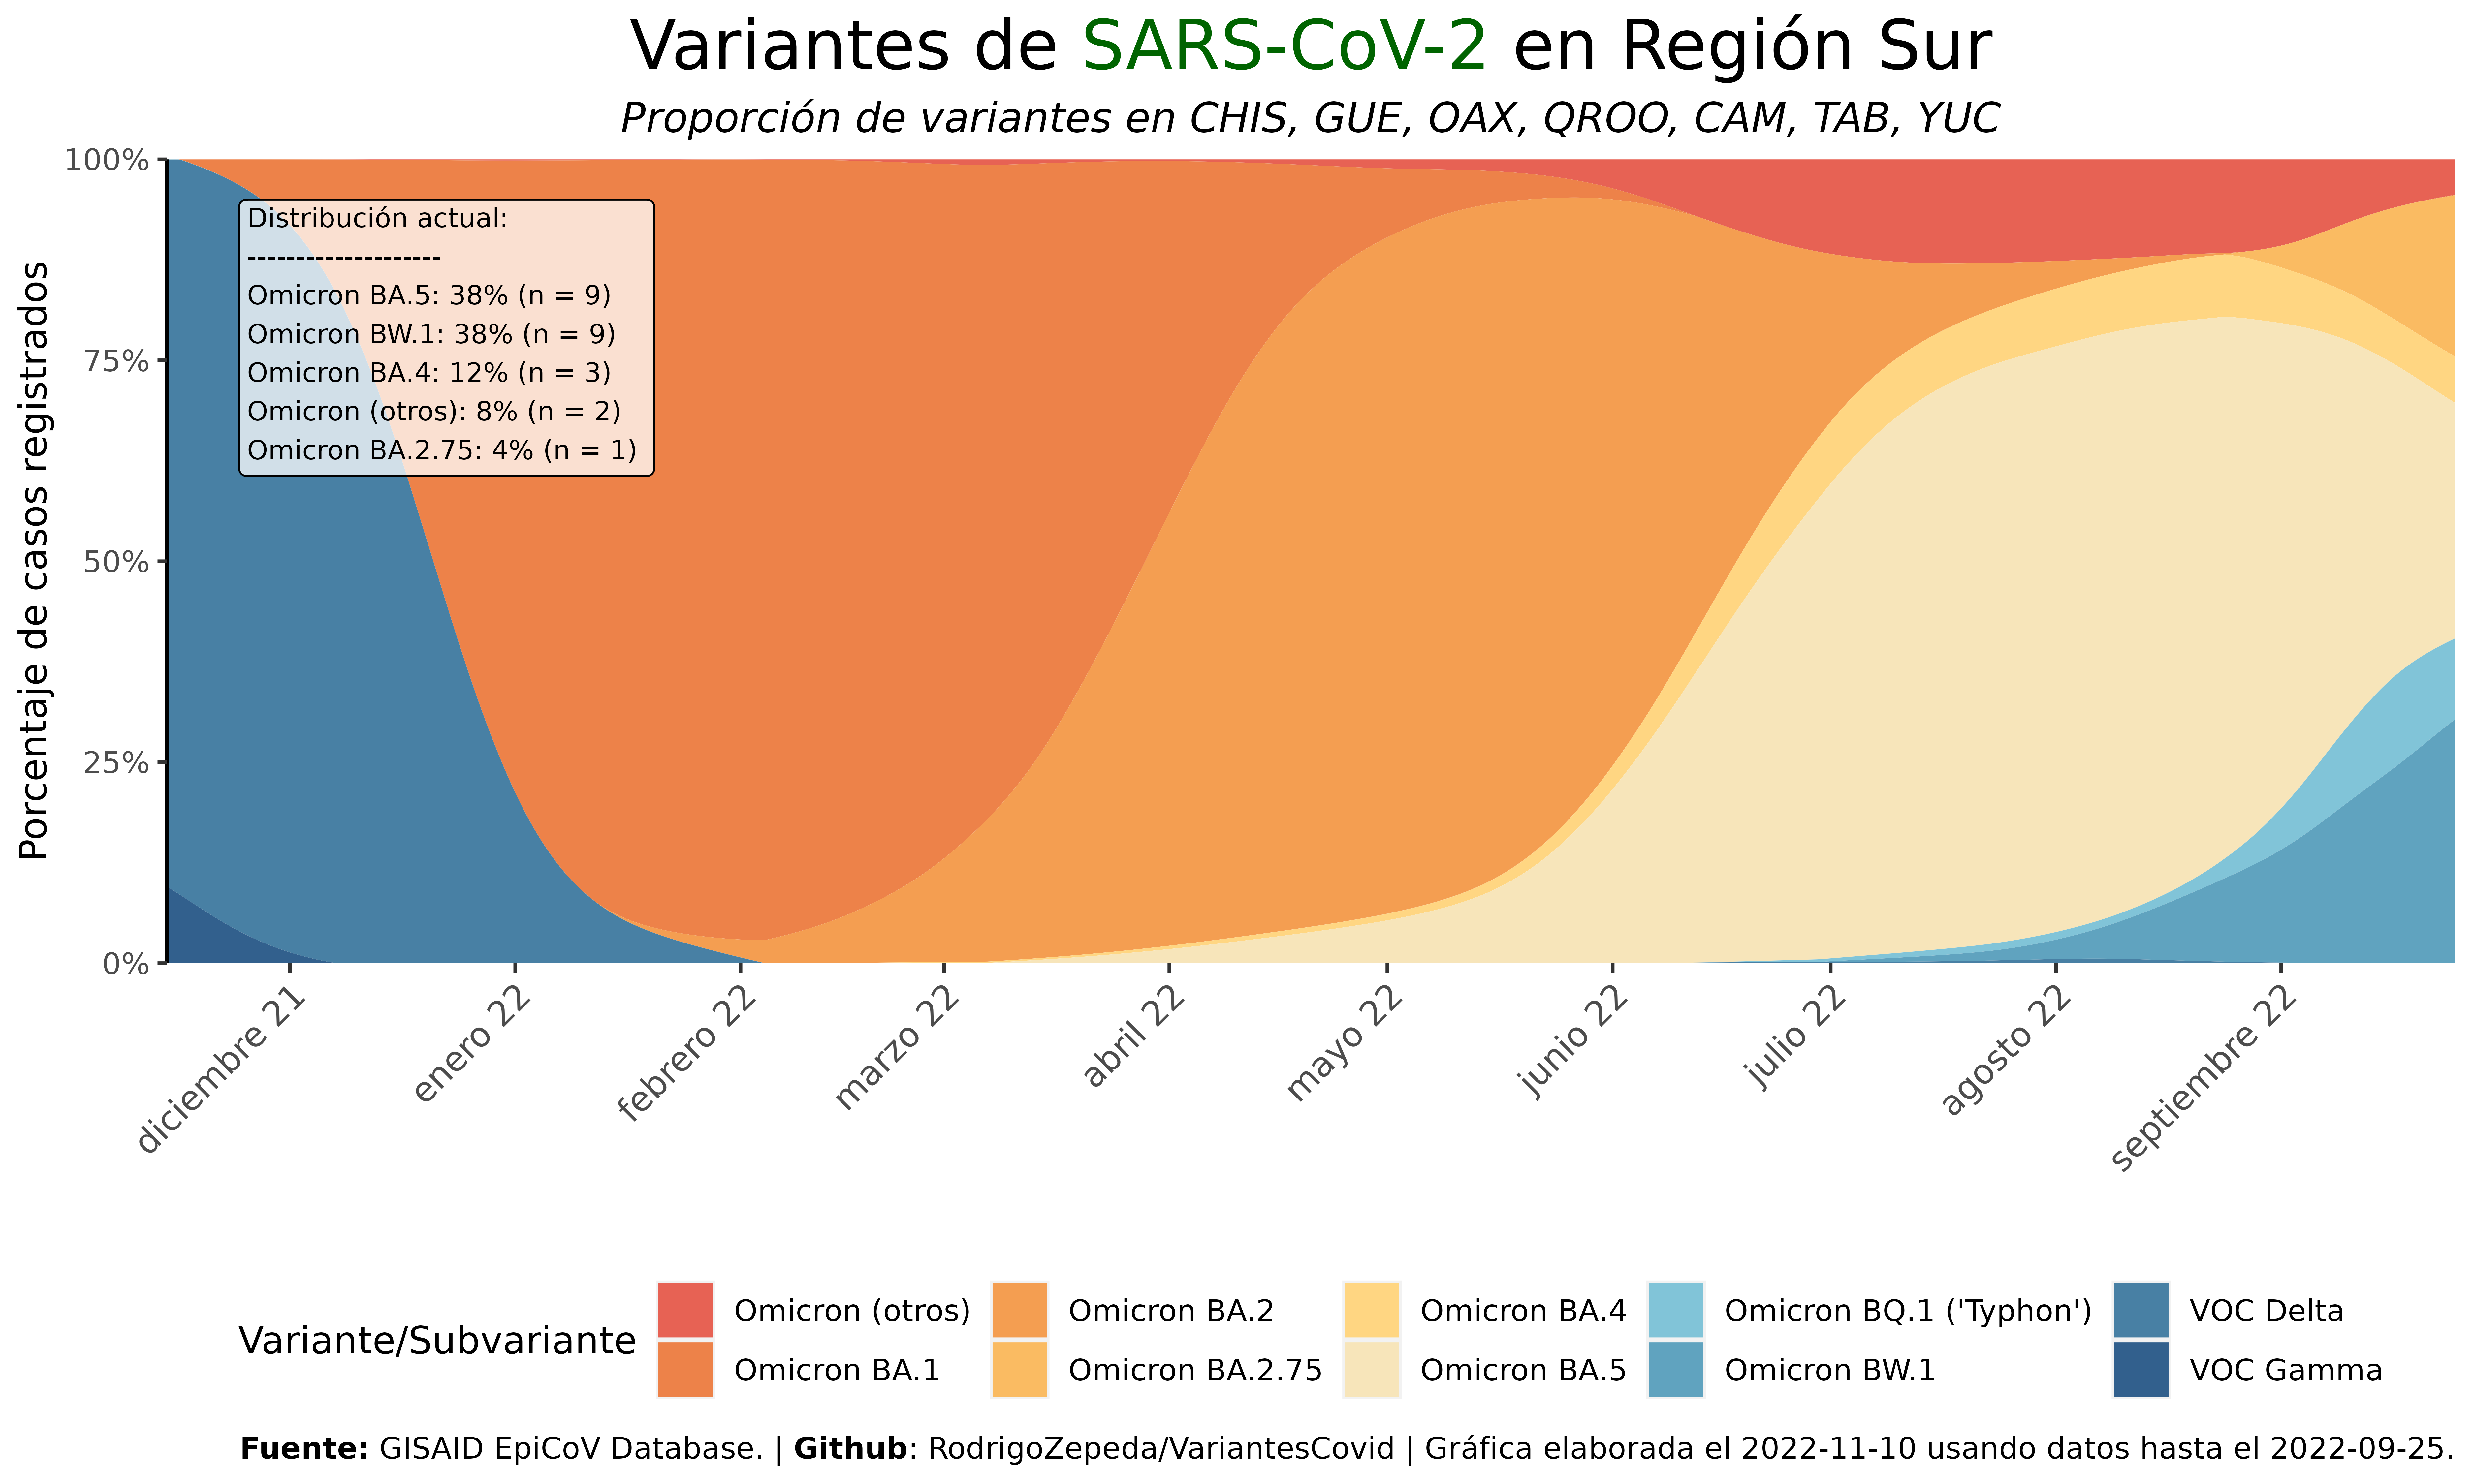 Variantes de SARS-CoV-2 en Región Sur
Proporción de variantes en CHIS, GUE, OAX, QROO, CAM, TAB, YUC
Porcentaje de casos registrados
100%
75%
50%
25%
0%
Distribución actual:
--------------------
Omicron BA.5: 38% (n = 9)
Omicron BW.1: 38% (n = 9)
Omicron BA.4: 12% (n = 3)
Omicron (otros): 8% (n = 2)
Omicron BA.2.75: 4% (n = 1)
diciembre 21
enero 22
febrero 22
marzo 22
abril 22
mayo 22
junio 22
julio 22
agosto 22
septiembre 22
Variante/Subvariante
Omicron (otros)
Omicron BA.1
Omicron BA.2
Omicron BA.2.75
Omicron BA.4
Omicron BA.5
Omicron BQ.1 ('Typhon')
Omicron BW.1
VOC Delta
VOC Gamma
Fuente: GISAID EpiCoV Database. | Github: RodrigoZepeda/VariantesCovid | Gráfica elaborada el 2022-11-10 usando datos hasta el 2022-09-25.